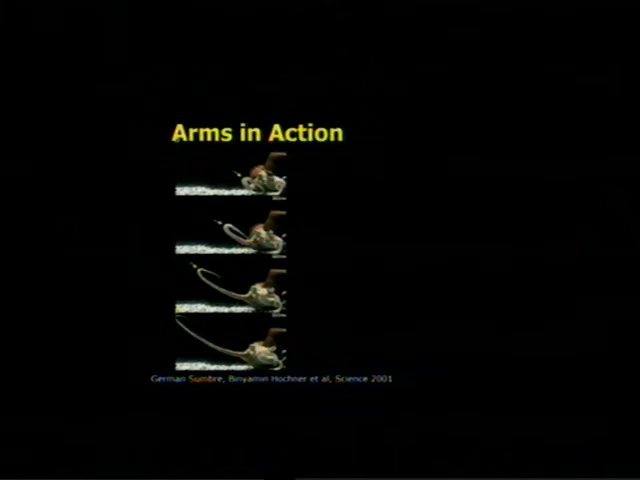 Arms in Action
German Sumbre, Binyamin Hochner et al, Science 2001